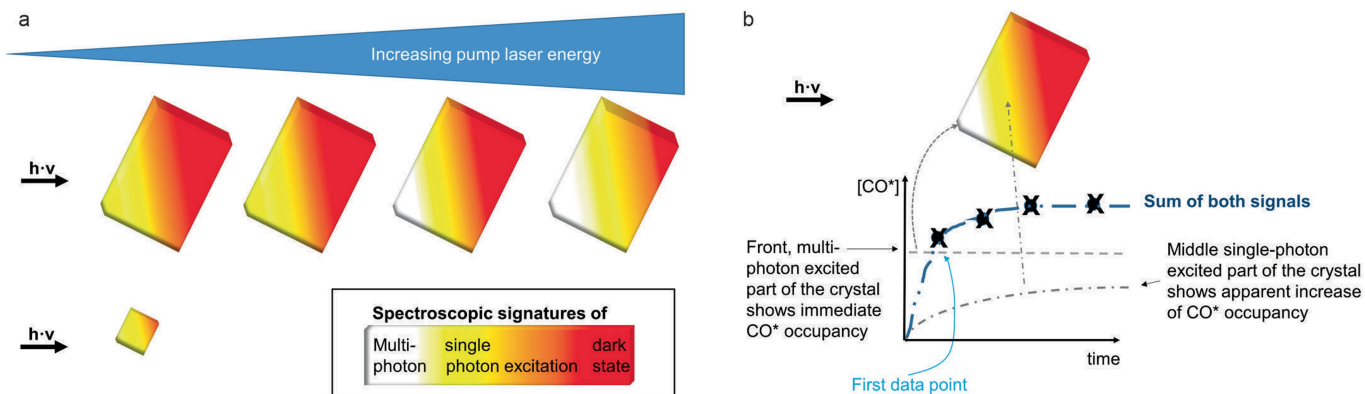 a
Increasing pump laser energy
h·ν
h·ν
Spectroscopic signatures of
Multi- single dark
photon photon excitation state
b
h·ν
[CO*]
Sum of both signals
Front, multi-
photon excited
part of the crystal
shows immediate
CO* occupancy
Middle single-photon
excited part of the crystal
shows apparent increase
of CO* occupancy
time
First data point